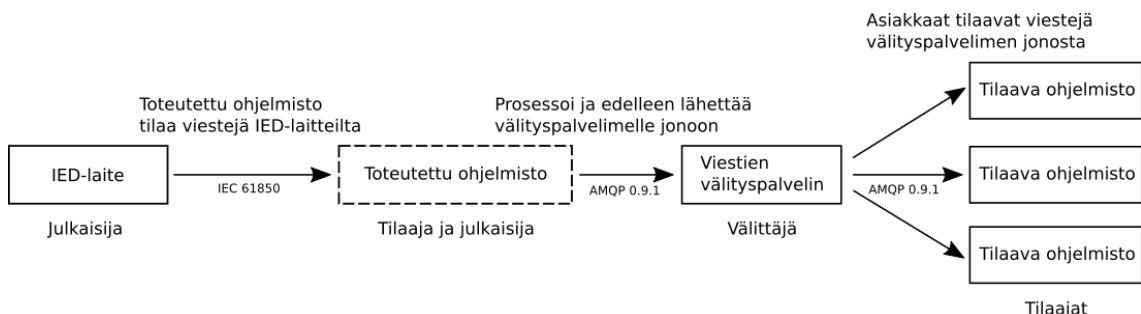 Asiakkaat tilaavat viestejä
välityspalvelimen jonosta
Toteutettu ohjelmisto
tilaa viestejä IED-laitteilta
Prosessoi ja edelleen lähettää
välityspalvelimelle jonoon
Tilaava ohjelmisto
IED-laite
IEC 61850
Toteutettu ohjelmisto
AMQP 0.9.1
Viestien
välityspalvelin
AMQP 0.9.1
Tilaava ohjelmisto
Julkaisija
Tilaaja ja julkaisija
Välittäjä
Tilaava ohjelmisto
Tilaajat